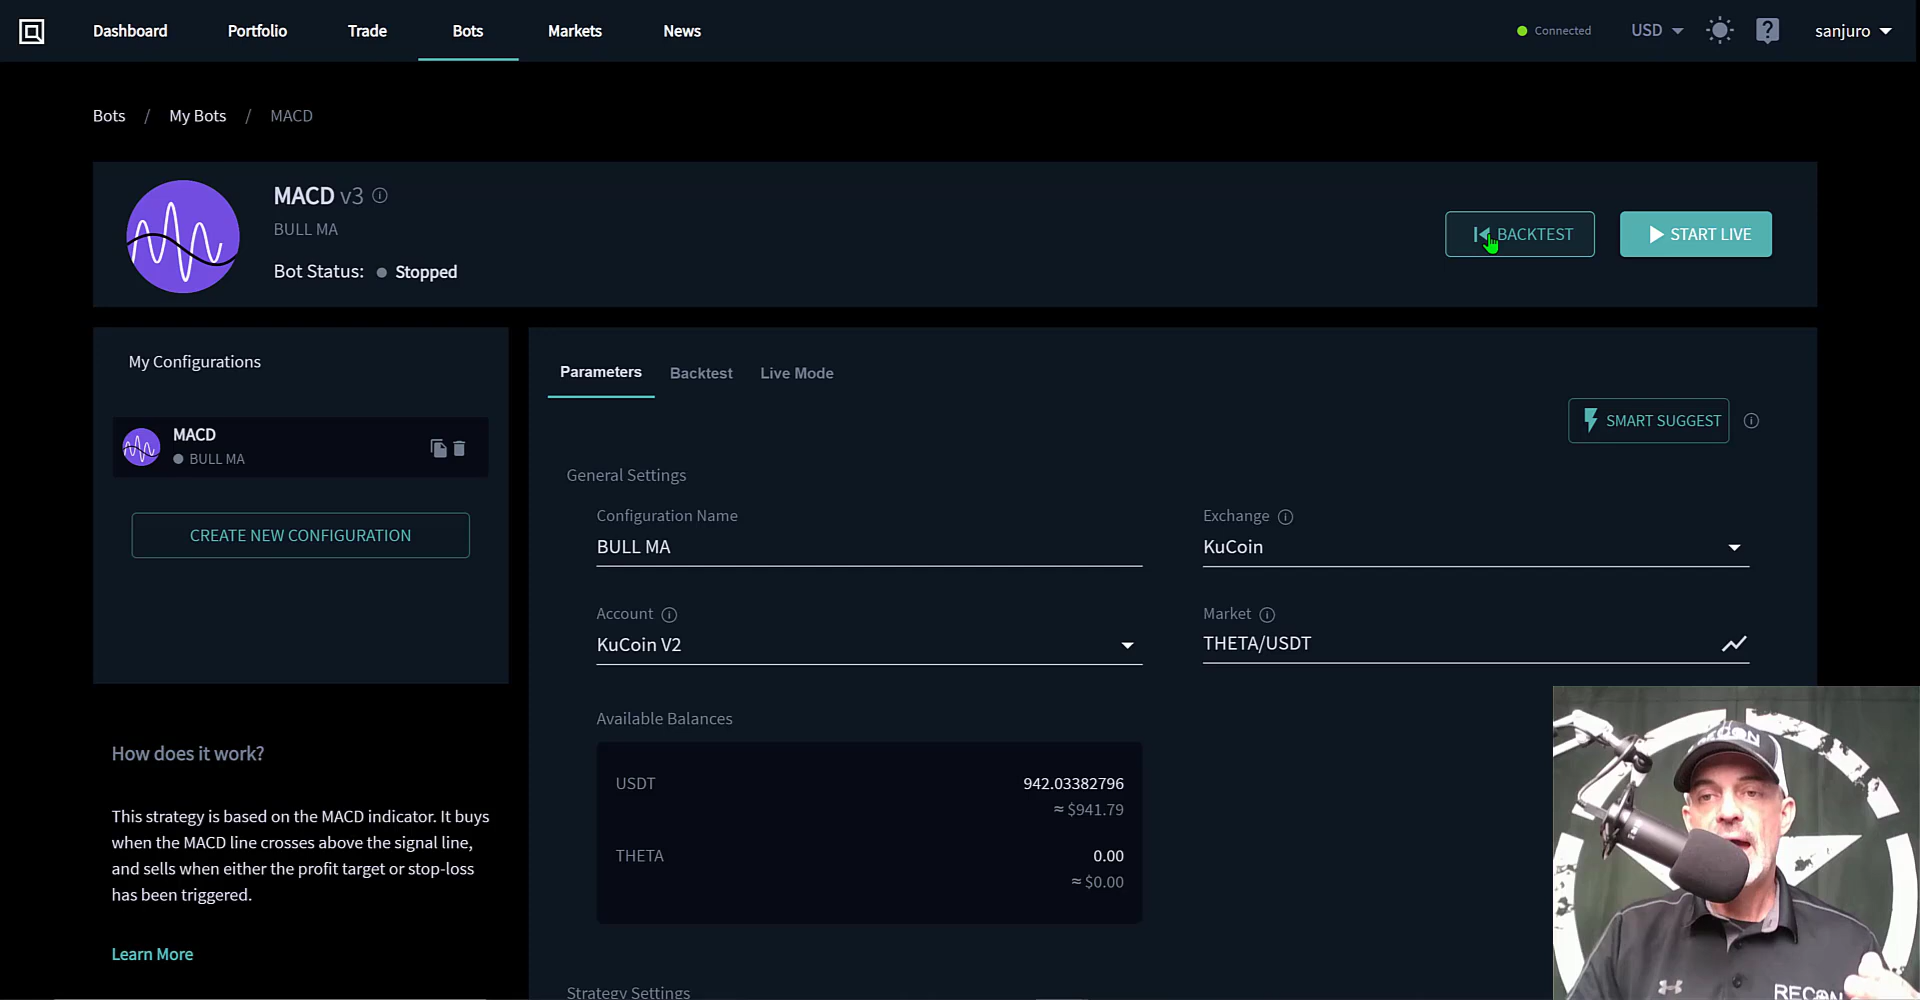 Dashboard
Portfolio
Trade
Bots
Markets
News
Connected
USD
sanjuro
Bots / My Bots / MACD
MACD v3
BULL MA
Bot Status: Stopped
BACKTEST
START LIVE
My Configurations
MACD
BULL MA
CREATE NEW CONFIGURATION
How does it work?
This strategy is based on the MACD indicator. It buys
when the MACD line crosses above the signal line,
and sells when either the profit target or stop-loss
has been triggered.
Learn More
Parameters
Backtest
Live Mode
SMART SUGGEST
General Settings
Configuration Name
BULL MA
Exchange
KuCoin
Account
KuCoin V2
Market
THETA/USDT
Available Balances
USDT
942.03382796
≈ $941.79
THETA
0.00
≈ $0.00
Strategy Settings
RECON
RECON